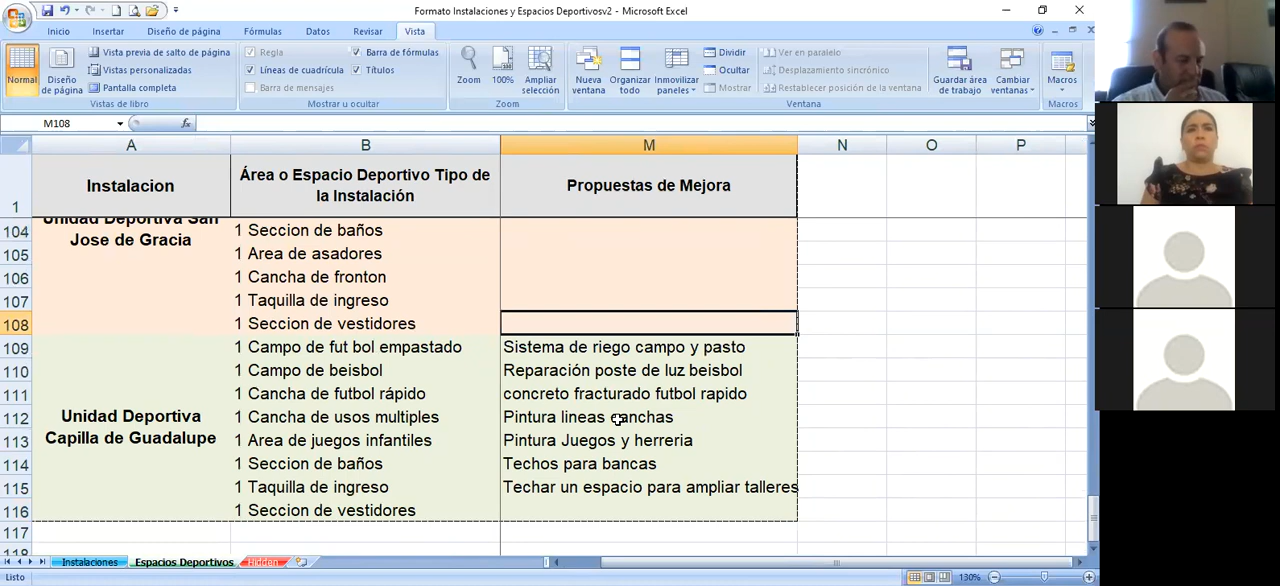 Formato Instalaciones y Espacios Deportivosv2 - Microsoft Excel
Inicio Insertar Diseño de página Fórmulas Datos Revisar Vista
Normal
Diseño de página
Vista previa de salto de página
Vistas personalizadas
Pantalla completa
Vistas de libro
Regla
Líneas de cuadrícula
Barra de mensajes
Barra de fórmulas
Títulos
Mostrar u ocultar
Zoom
100%
Ampliar selección
Zoom
Nueva ventana
Organizar todo
Inmovilizar paneles
Dividir
Ocultar
Mostrar
Ver en paralelo
Desplazamiento sincrónico
Restablecer posición de la ventana
Ventana
Guardar área de trabajo
Cambiar ventanas
Macros
Macros
M108 fx
A B M N O P
1 Instalacion Área o Espacio Deportivo Tipo de la Instalación Propuestas de Mejora
Unidad Deportiva San Jose de Gracia
104 1 Seccion de baños
105 1 Area de asadores
106 1 Cancha de fronton
107 1 Taquilla de ingreso
108 1 Seccion de vestidores
Unidad Deportiva Capilla de Guadalupe
109 1 Campo de fut bol empastado Sistema de riego campo y pasto
110 1 Campo de beisbol Reparación poste de luz beisbol
111 1 Cancha de futbol rápido concreto fracturado futbol rapido
112 1 Cancha de usos multiples Pintura lineas canchas
113 1 Area de juegos infantiles Pintura Juegos y herreria
114 1 Seccion de baños Techos para bancas
115 1 Taquilla de ingreso Techar un espacio para ampliar talleres
116 1 Seccion de vestidores
117
118
Instalaciones Espacios Deportivos Hidden
Listo 130%